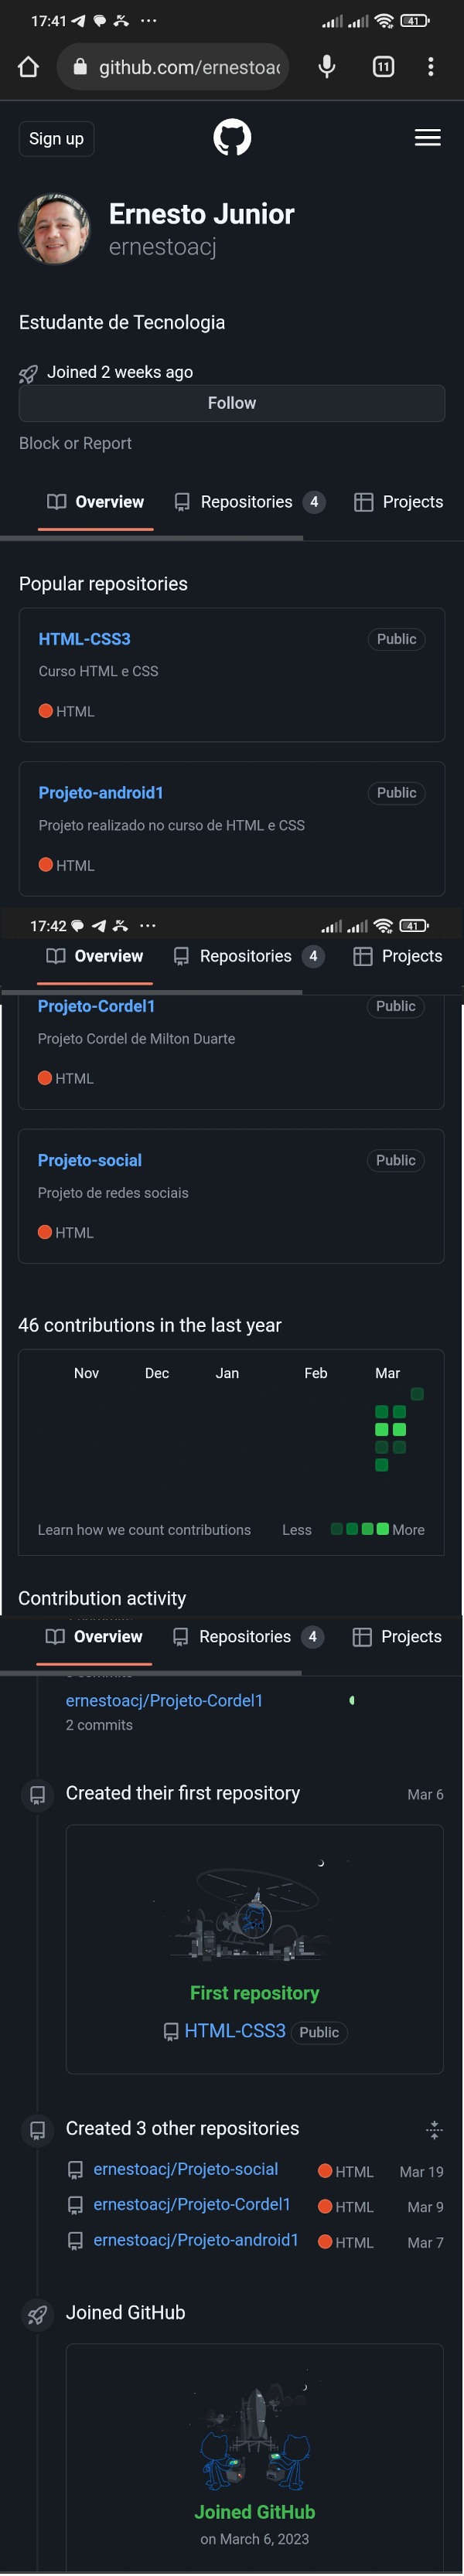 17:41
41
github.com/ernestoac
11
Sign up
Ernesto Junior
ernestoacj
Estudante de Tecnologia
Joined 2 weeks ago
Follow
Block or Report
Overview Repositories 4 Projects
Popular repositories
HTML-CSS3 Public
Curso HTML e CSS
HTML
Projeto-android1 Public
Projeto realizado no curso de HTML e CSS
HTML
17:42
41
Overview Repositories 4 Projects
Projeto-Cordel1 Public
Projeto Cordel de Milton Duarte
HTML
Projeto-social Public
Projeto de redes sociais
HTML
46 contributions in the last year
Nov Dec Jan Feb Mar
Learn how we count contributions Less More
Contribution activity
Overview Repositories 4 Projects
ernestoacj/Projeto-Cordel1
2 commits
Created their first repository Mar 6
First repository
HTML-CSS3 Public
Created 3 other repositories
ernestoacj/Projeto-social HTML Mar 19
ernestoacj/Projeto-Cordel1 HTML Mar 9
ernestoacj/Projeto-android1 HTML Mar 7
Joined GitHub
Joined GitHub
on March 6, 2023